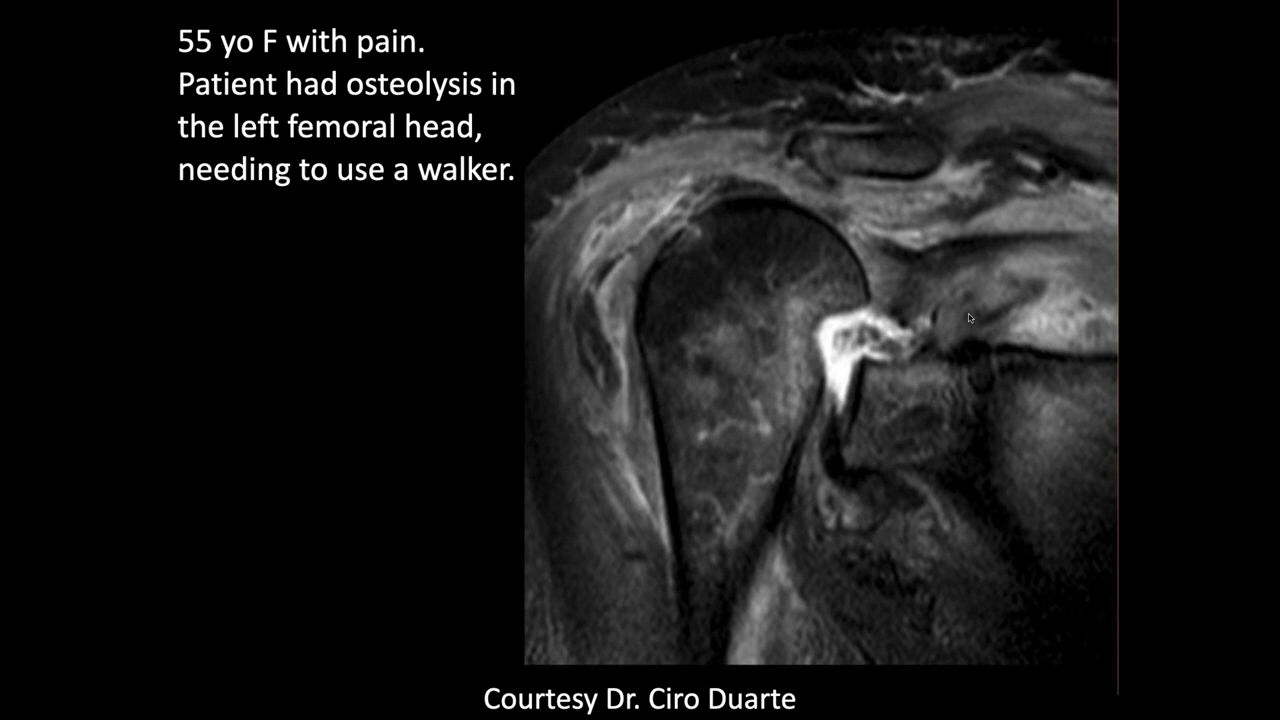 55 yo F with pain.
Patient had osteolysis in
the left femoral head,
needing to use a walker.
Courtesy Dr. Ciro Duarte